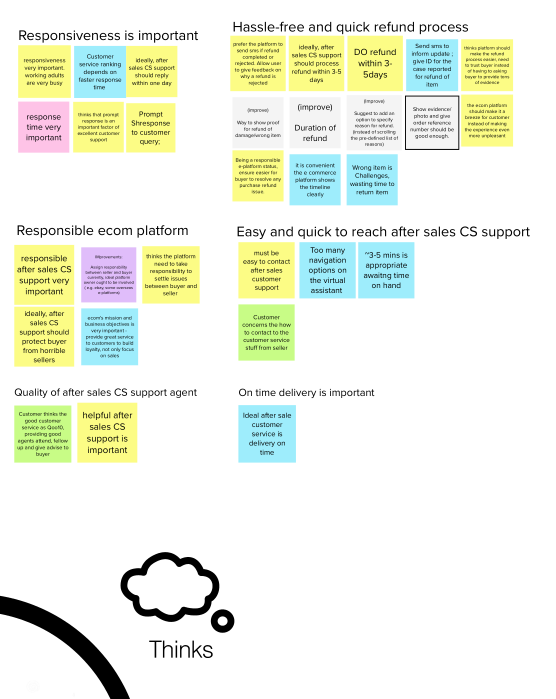 Responsiveness is important
responsiveness
very important.
working adults
are very busy
Customer
service ranking
depends on
faster response
time
ideally, after
sales CS support
should reply
within one day
response
time very
important
thinks that prompt
response is an
important factor of
excellent customer
support
Prompt
Shresponse
to customer
query;
Hassle-free and quick refund process
prefer the platform to
send sms if refund
completed or
rejected. Allow user
to give feedback on
why a refund is
rejected
ideally, after
sales CS support
should process
refund within 3-5
days
DO refund
within 3-
5days
Send sms to
inform update ;
give ID for the
case reported
for refund of
item
thinks platform should
make the refund
process easier, need
to trust buyer instead
of having to asking
buyer to provide tons
of evidence
(improve)
Way to show proof
for refund of
damage/wrong item
(improve)
Duration of
refund
(improve)
Suggest to add an
option to specify
reason for refund.
(instead of scrolling
the pre-defined list of
reasons)
Show evidence/
photo and give
order reference
number should be
good enough.
the ecom platform
should make it a
breeze for customer
instead of making
the experience even
more unpleasant
Being a responsible
e-platform status,
ensure easier for
buyer to resolve any
purchase refund
issue.
it is convenient
the e commerce
platform shows
the timeline
clearly
Wrong item is
Challenges,
wasting time to
return item
Responsible ecom platform
responsible
after sales CS
support very
important
Improvements:
Assign responsibility
between seller and buyer
currently, ideal platform
owner ought to be involved
thinks the platform
need to take
responsibility to
settle issues
between buyer and
seller
ideally, after
sales CS
support should
protect buyer
from horrible
sellers
ecom's mission and
business objectives is
very important -
provide great service
to customers to build
loyalty, not only focus
on sales
Easy and quick to reach after sales CS support
must be
easy to contact
after sales
customer
support
Too many
navigation
options on
the virtual
assistant
~3-5 mins is
appropriate
awaitng time
on hand
Customer
concerns the how
to contact to the
customer service
stuff from seller
Quality of after sales CS support agent
Customer thinks the
good customer
service as Qoo10,
providing good
agents attend, follow
up and give advise to
buyer
helpful after
sales CS
support is
important
On time delivery is important
Ideal after sale
customer
service is
delivery on
time
Thinks